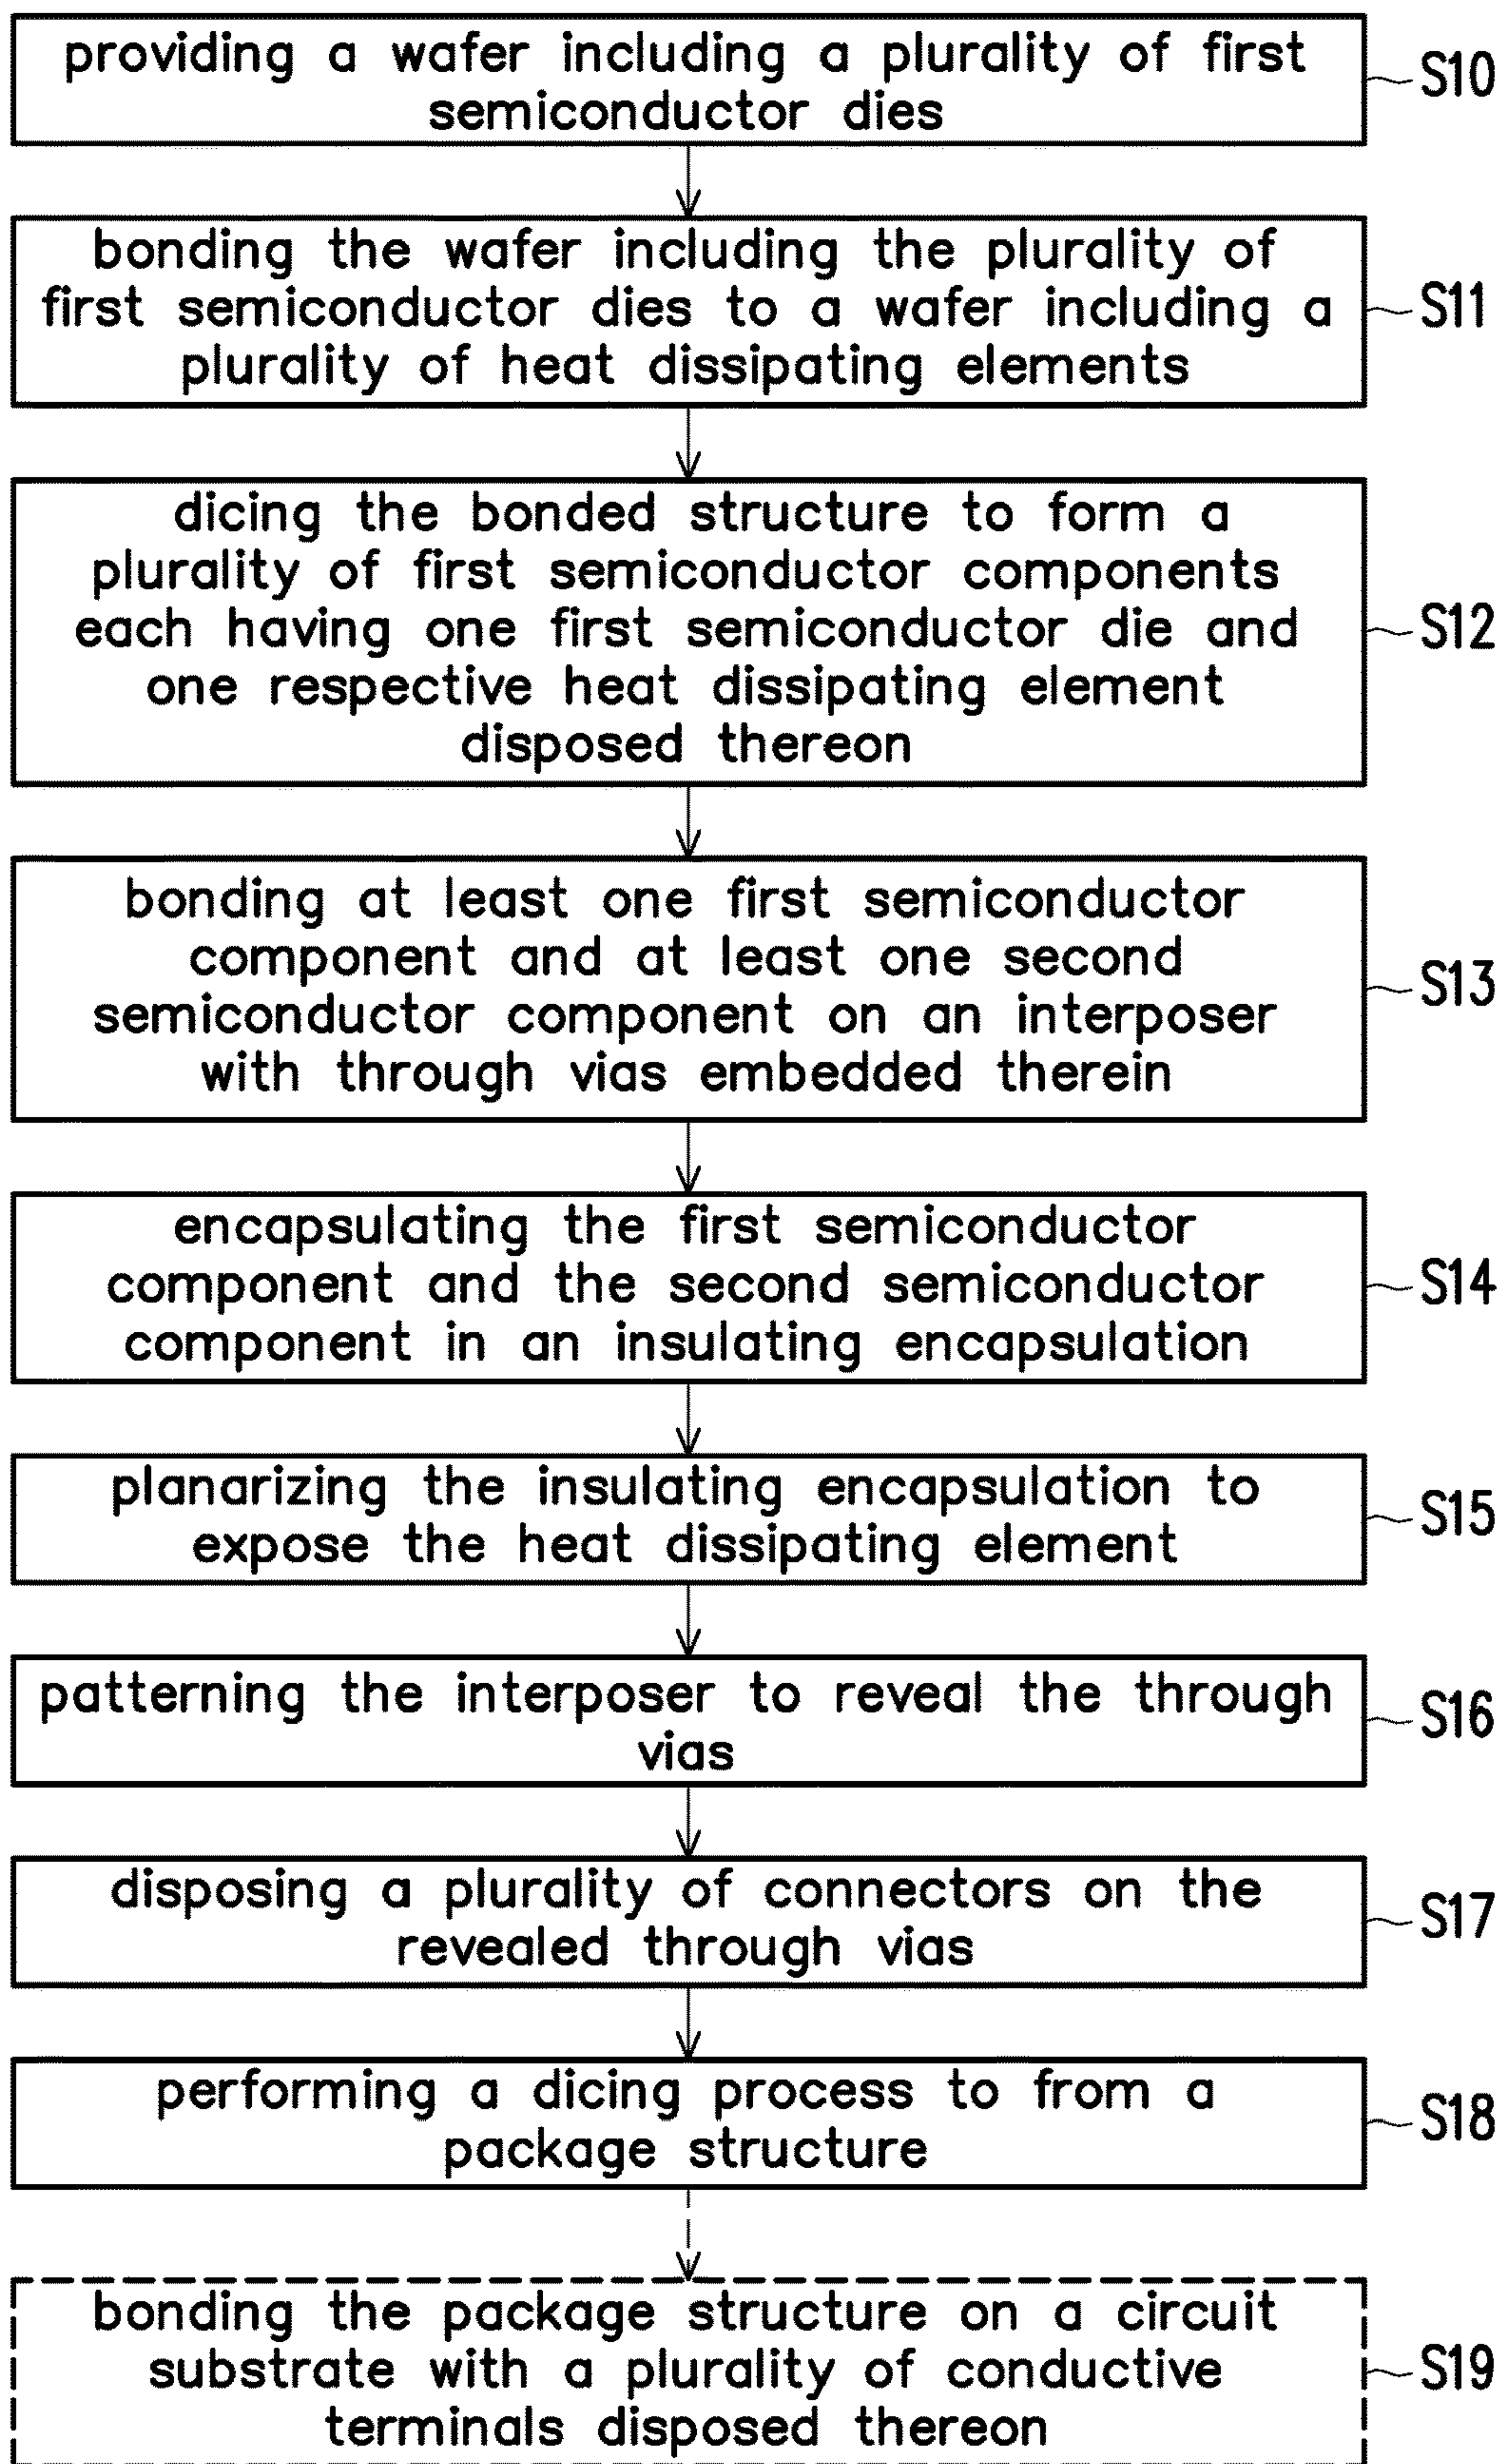 providing a wafer including a plurality of first
semiconductor dies
S10
bonding the wafer including the plurality of
first semiconductor dies to a wafer including a
plurality of heat dissipating elements
S11
dicing the bonded structure to form a
plurality of first semiconductor components
each having one first semiconductor die and
one respective heat dissipating element
disposed thereon
S12
bonding at least one first semiconductor
component and at least one second
semiconductor component on an interposer
with through vias embedded therein
S13
encapsulating the first semiconductor
component and the second semiconductor
component in an insulating encapsulation
S14
planarizing the insulating encapsulation to
expose the heat dissipating element
S15
patterning the interposer to reveal the through
vias
S16
disposing a plurality of connectors on the
revealed through vias
S17
performing a dicing process to from a
package structure
S18
bonding the package structure on a circuit
substrate with a plurality of conductive
terminals disposed thereon
S19